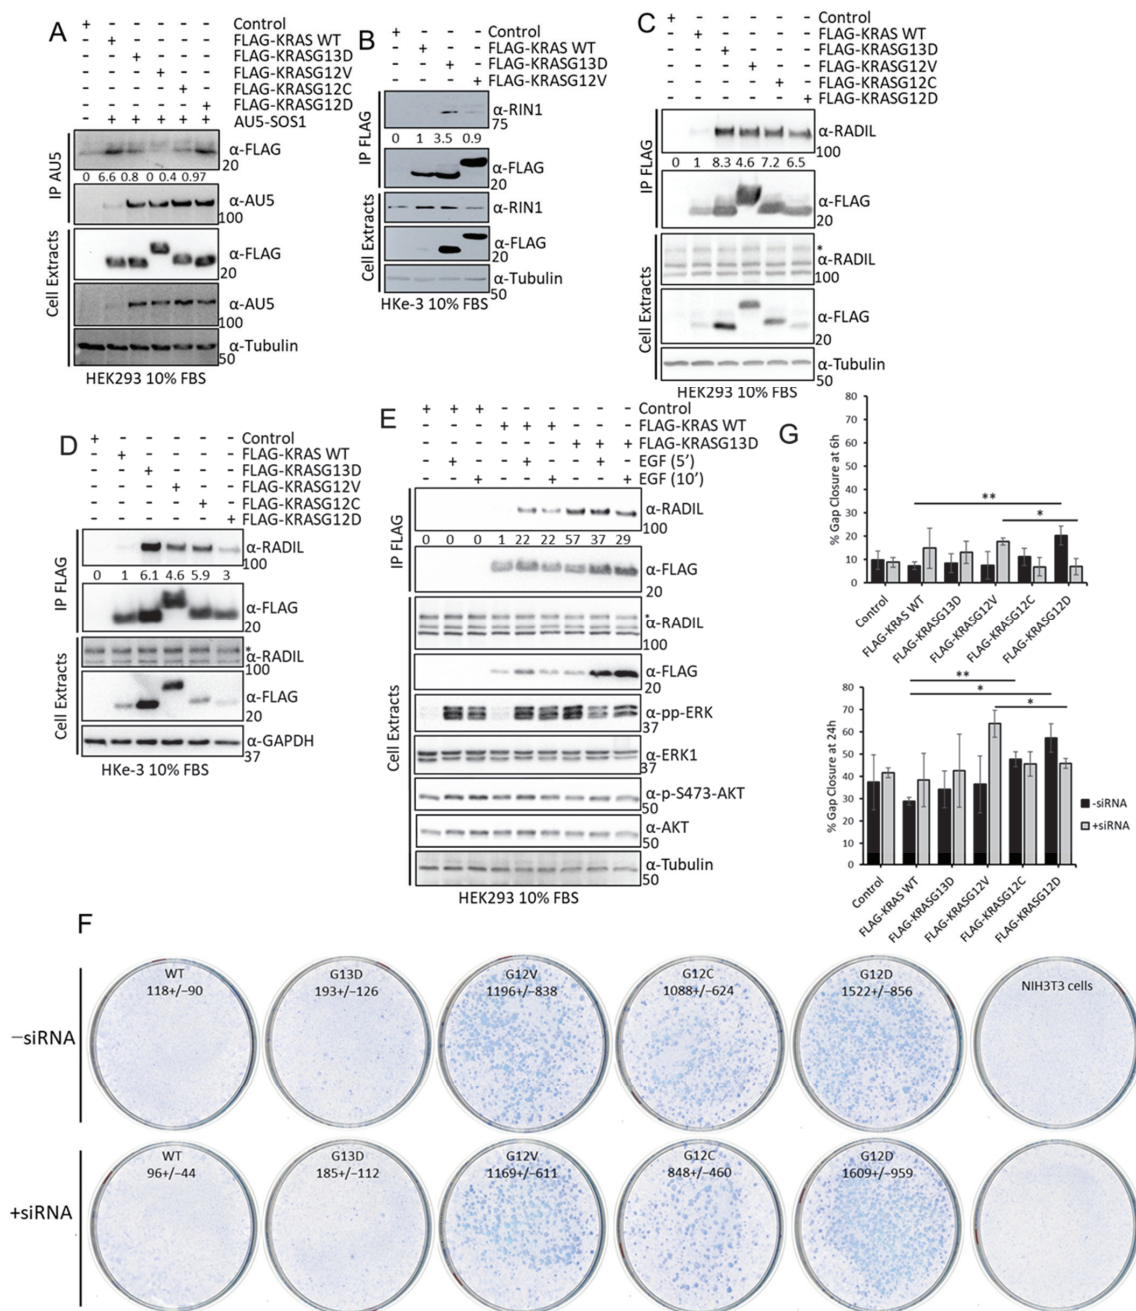 A
+ - - - - - Control
- + - - - - FLAG-KRAS WT
- - + - - - FLAG-KRASG13D
- - - + - - FLAG-KRASG12V
- - - - + - FLAG-KRASG12C
- - - - - + FLAG-KRASG12D
- + + + + + AU5-SOS1
IP AU5
α-FLAG
20
0 6.6 0.8 0 0.4 0.97
α-AU5
100
Cell Extracts
α-FLAG
20
α-AU5
100
α-Tubulin
50
HEK293 10% FBS
B
+ - - - Control
- + - - FLAG-KRAS WT
- - + - FLAG-KRASG13D
- - - + FLAG-KRASG12V
IP FLAG
α-RIN1
75
0 1 3.5 0.9
α-FLAG
20
Cell Extracts
α-RIN1
α-FLAG
20
α-Tubulin
50
HKe-3 10% FBS
C
+ - - - - - Control
- + - - - - FLAG-KRAS WT
- - + - - - FLAG-KRASG13D
- - - + - - FLAG-KRASG12V
- - - - + - FLAG-KRASG12C
- - - - - + FLAG-KRASG12D
IP FLAG
α-RADIL
100
0 1 8.3 4.6 7.2 6.5
α-FLAG
20
Cell Extracts
*
α-RADIL
100
α-FLAG
20
α-Tubulin
50
HEK293 10% FBS
D
+ - - - - - Control
- + - - - - FLAG-KRAS WT
- - + - - - FLAG-KRASG13D
- - - + - - FLAG-KRASG12V
- - - - + - FLAG-KRASG12C
- - - - - + FLAG-KRASG12D
IP FLAG
α-RADIL
100
0 1 6.1 4.6 5.9 3
α-FLAG
20
Cell Extracts
*
α-RADIL
100
α-FLAG
20
α-GAPDH
37
HKe-3 10% FBS
E
+ + + - - - - - - Control
- - - + + + - - - FLAG-KRAS WT
- - - - - - + + + FLAG-KRASG13D
- + - - + - - + - EGF (5')
- - + - - + - - + EGF (10')
IP FLAG
α-RADIL
100
0 0 0 1 22 22 57 37 29
α-FLAG
20
Cell Extracts
*
α-RADIL
100
α-FLAG
20
α-pp-ERK
37
α-ERK1
37
α-p-S473-AKT
50
α-AKT
50
α-Tubulin
50
HEK293 10% FBS
G
% Gap Closure at 6h
80
70
60
50
40
30
20
10
0
**
*
Control
FLAG-KRAS WT
FLAG-KRASG13D
FLAG-KRASG12V
FLAG-KRASG12C
FLAG-KRASG12D
% Gap Closure at 24h
80
70
60
50
40
30
20
10
0
**
*
*
-siRNA
+siRNA
Control
FLAG-KRAS WT
FLAG-KRASG13D
FLAG-KRASG12V
FLAG-KRASG12C
FLAG-KRASG12D
F
−siRNA
WT
118+/−90
G13D
193+/−126
G12V
1196+/−838
G12C
1088+/−624
G12D
1522+/−856
NIH3T3 cells
+siRNA
WT
96+/−44
G13D
185+/−112
G12V
1169+/−611
G12C
848+/−460
G12D
1609+/−959